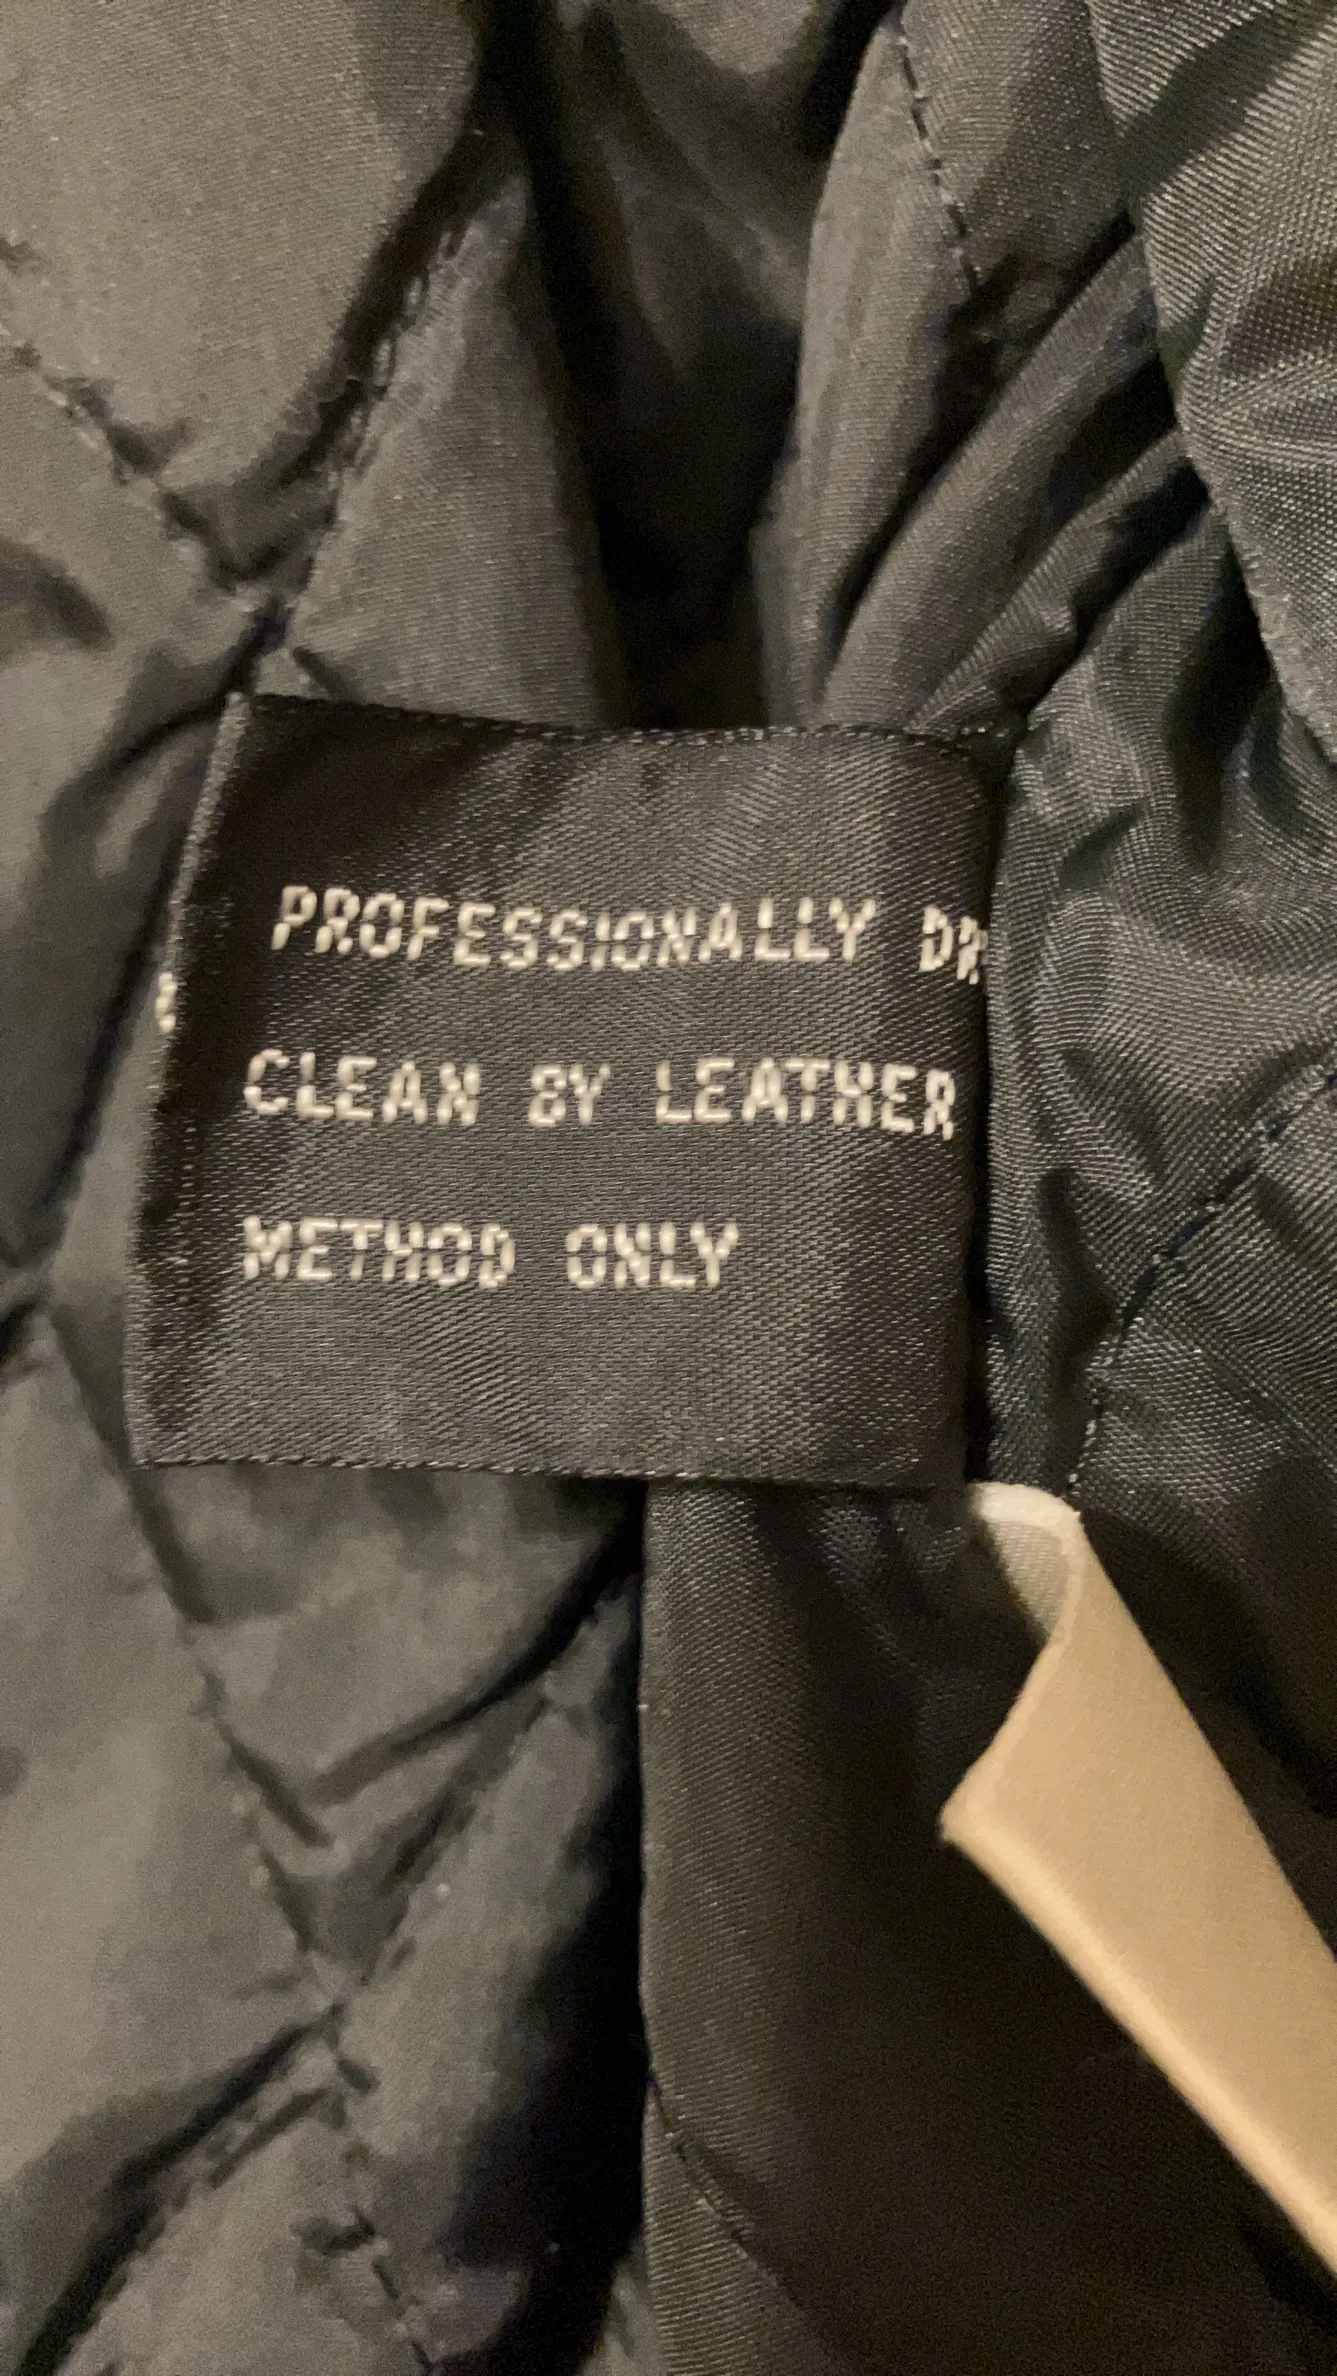 PROFESSIONALLY DR
CLEAN BY LEATHER
METHOD ONLY